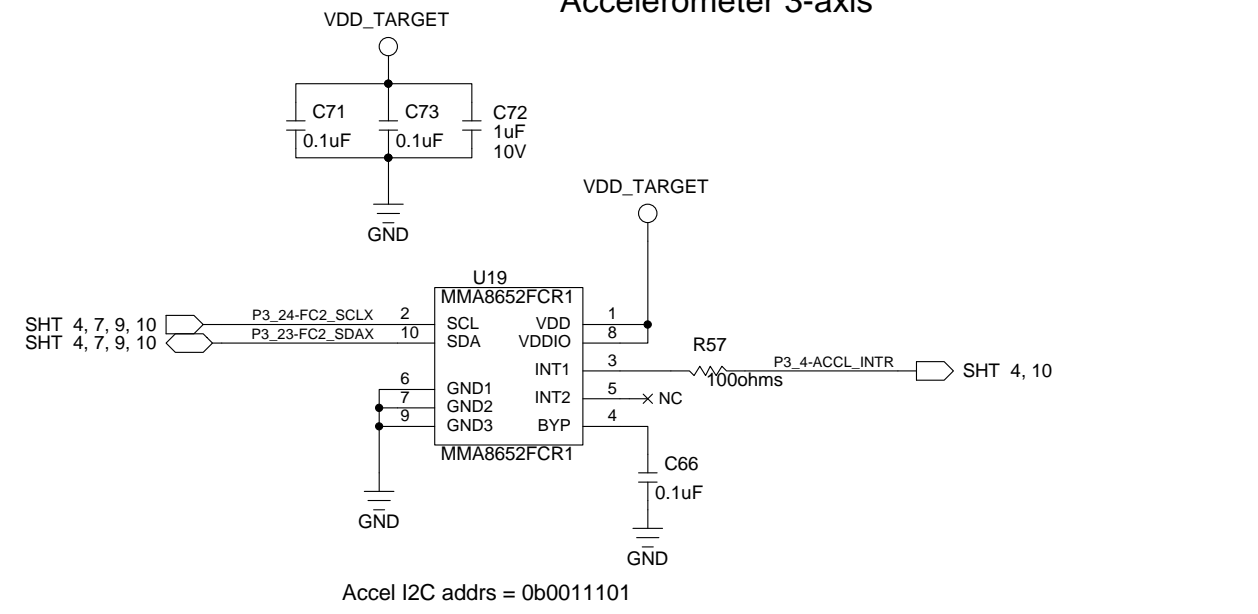 Accelerometer 3-axis
VDD_TARGET
C71
0.1uF
C73
0.1uF
C72
1uF
10V
GND
VDD_TARGET
U19
MMA8652FCR1
SHT 4, 7, 9, 10
P3_24-FC2_SCLX
2
SCL
SHT 4, 7, 9, 10
P3_23-FC2_SDAX
10
SDA
6
GND1
7
GND2
9
GND3
VDD
1
VDDIO
8
INT1
3
INT2
5
NC
BYP
4
MMA8652FCR1
R57
100ohms
P3_4-ACCL_INTR
SHT 4, 10
C66
0.1uF
GND
GND
Accel I2C addrs = 0b0011101